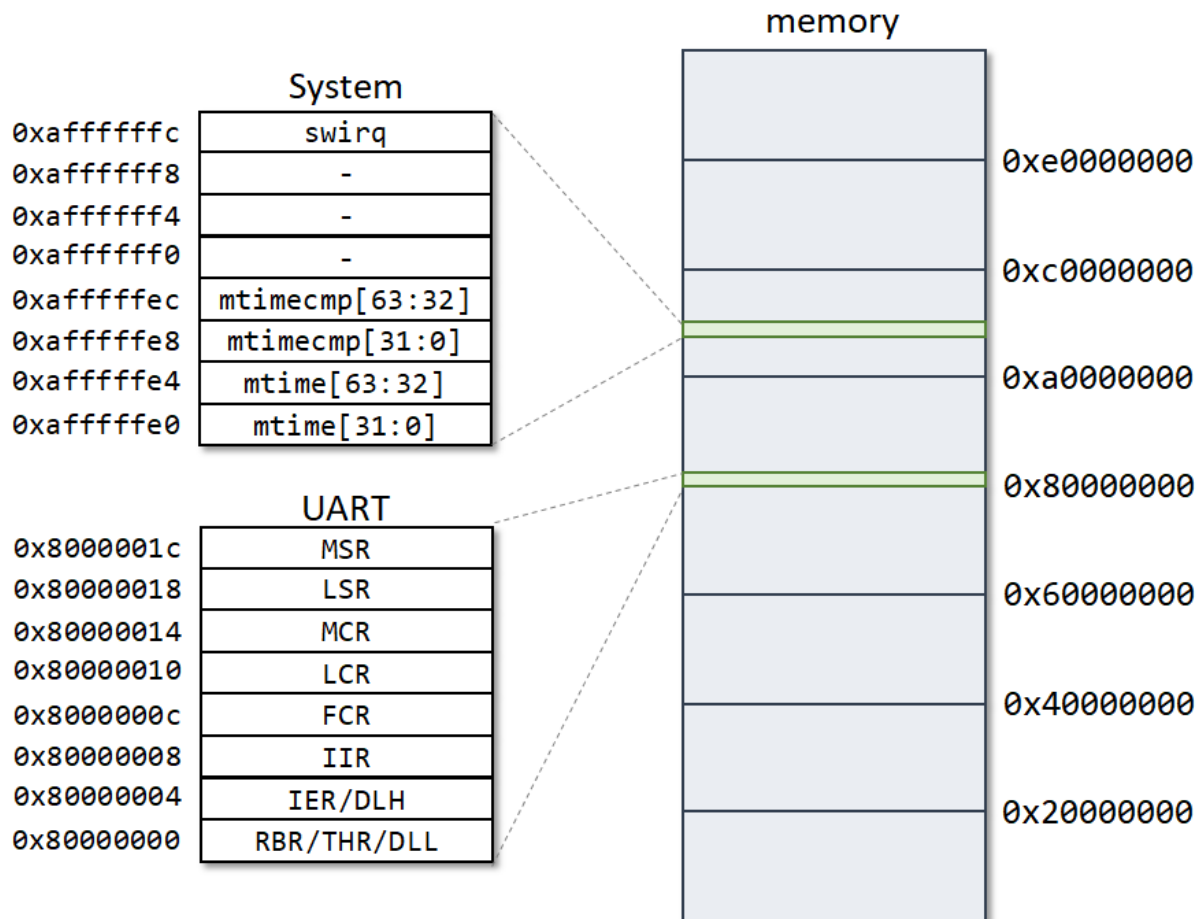 memory
System
0xaffffffc swirq
0xaffffff8 -
0xaffffff4 -
0xaffffff0 -
0xafffffec mtimecmp[63:32]
0xafffffe8 mtimecmp[31:0]
0xafffffe4 mtime[63:32]
0xafffffe0 mtime[31:0]
UART
0x8000001c MSR
0x80000018 LSR
0x80000014 MCR
0x80000010 LCR
0x8000000c FCR
0x80000008 IIR
0x80000004 IER/DLH
0x80000000 RBR/THR/DLL
0xe0000000
0xc0000000
0xa0000000
0x80000000
0x60000000
0x40000000
0x20000000